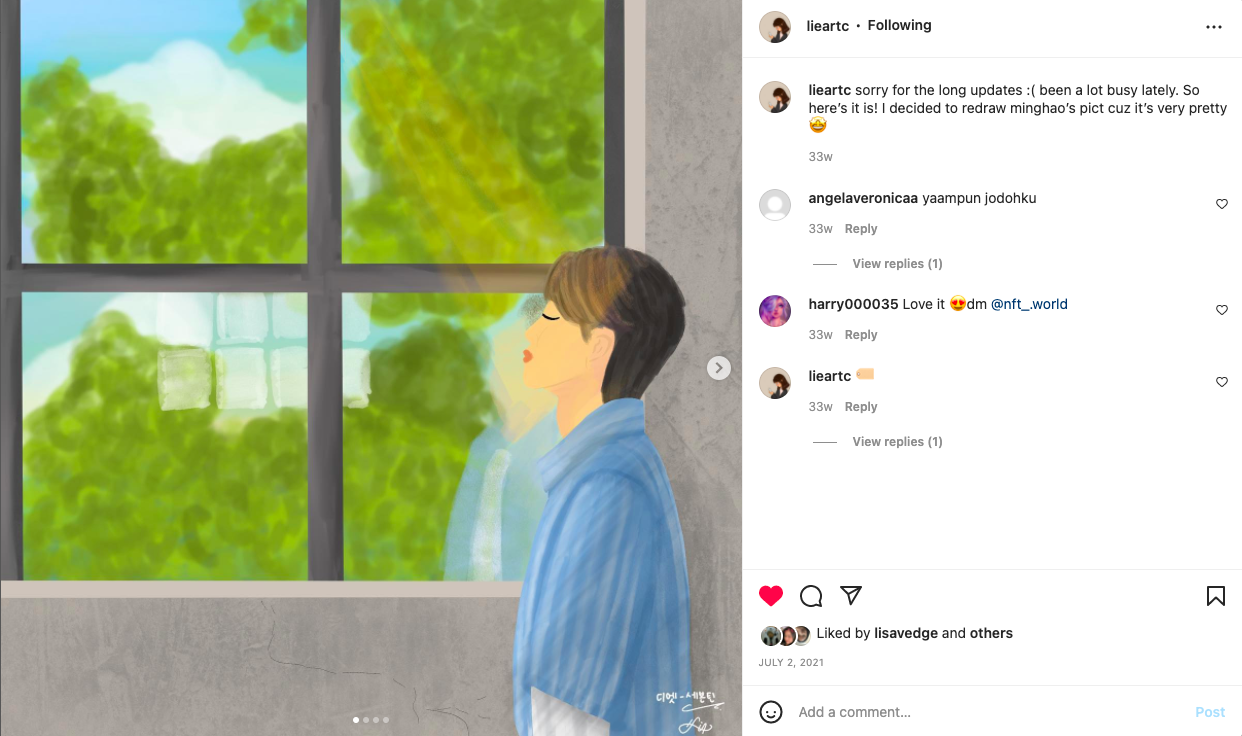 lieartc • Following
lieartc sorry for the long updates :( been a lot busy lately. So
here’s it is! I decided to redraw minghao’s pict cuz it’s very pretty
🤩
33w
angelaveronicaa yaampun jodohku
33w Reply
View replies (1)
harry000035 Love it 😍dm @nft_.world
33w Reply
lieartc
33w Reply
View replies (1)
Liked by lisavedge and others
JULY 2, 2021
Add a comment...
Post
디엣-세븐틴